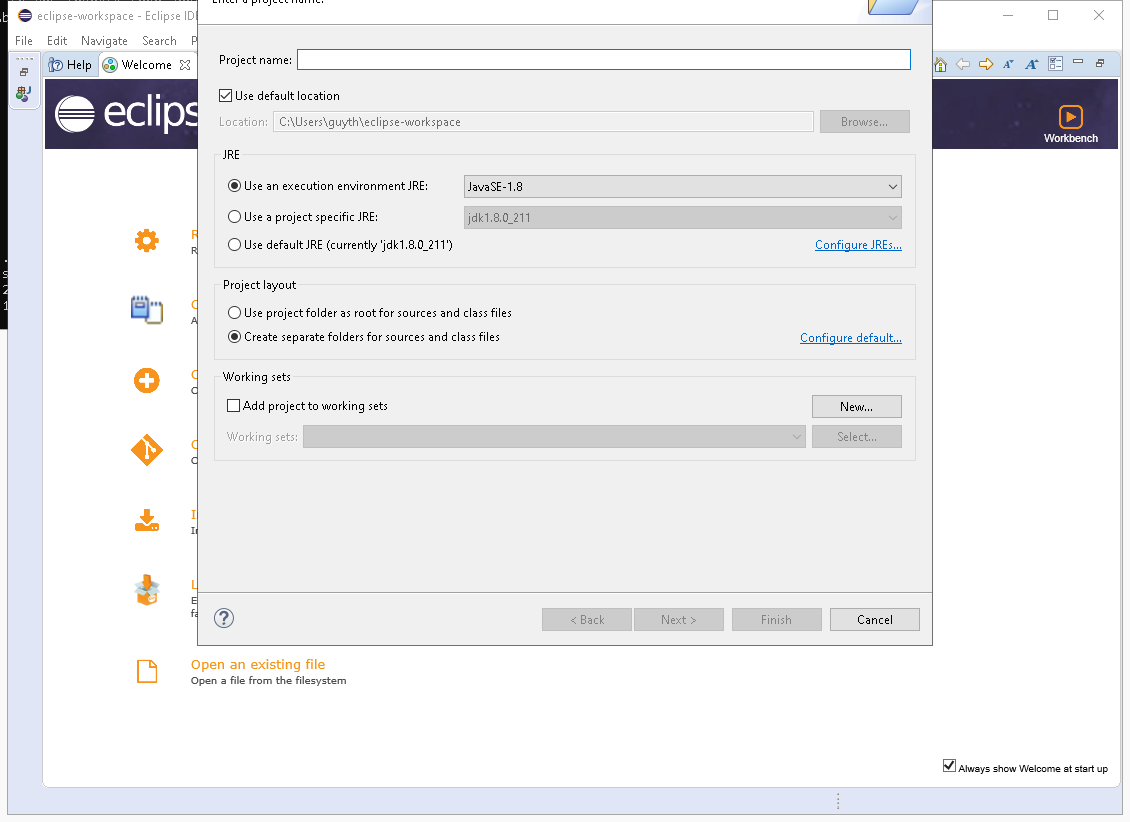 Enter a project name.
eclipse-workspace - Eclipse IDE
File Edit Navigate Search P
Help Welcome
Project name:
Use default location
Location: C:\Users\guyth\eclipse-workspace Browse...
eclips
Workbench
JRE
Use an execution environment JRE: JavaSE-1.8
Use a project specific JRE: jdk1.8.0_211
Use default JRE (currently 'jdk1.8.0_211') Configure JREs...
Project layout
Use project folder as root for sources and class files
Create separate folders for sources and class files Configure default...
Working sets
Add project to working sets New...
Working sets: Select...
< Back Next > Finish Cancel
Open an existing file
Open a file from the filesystem
Always show Welcome at start up